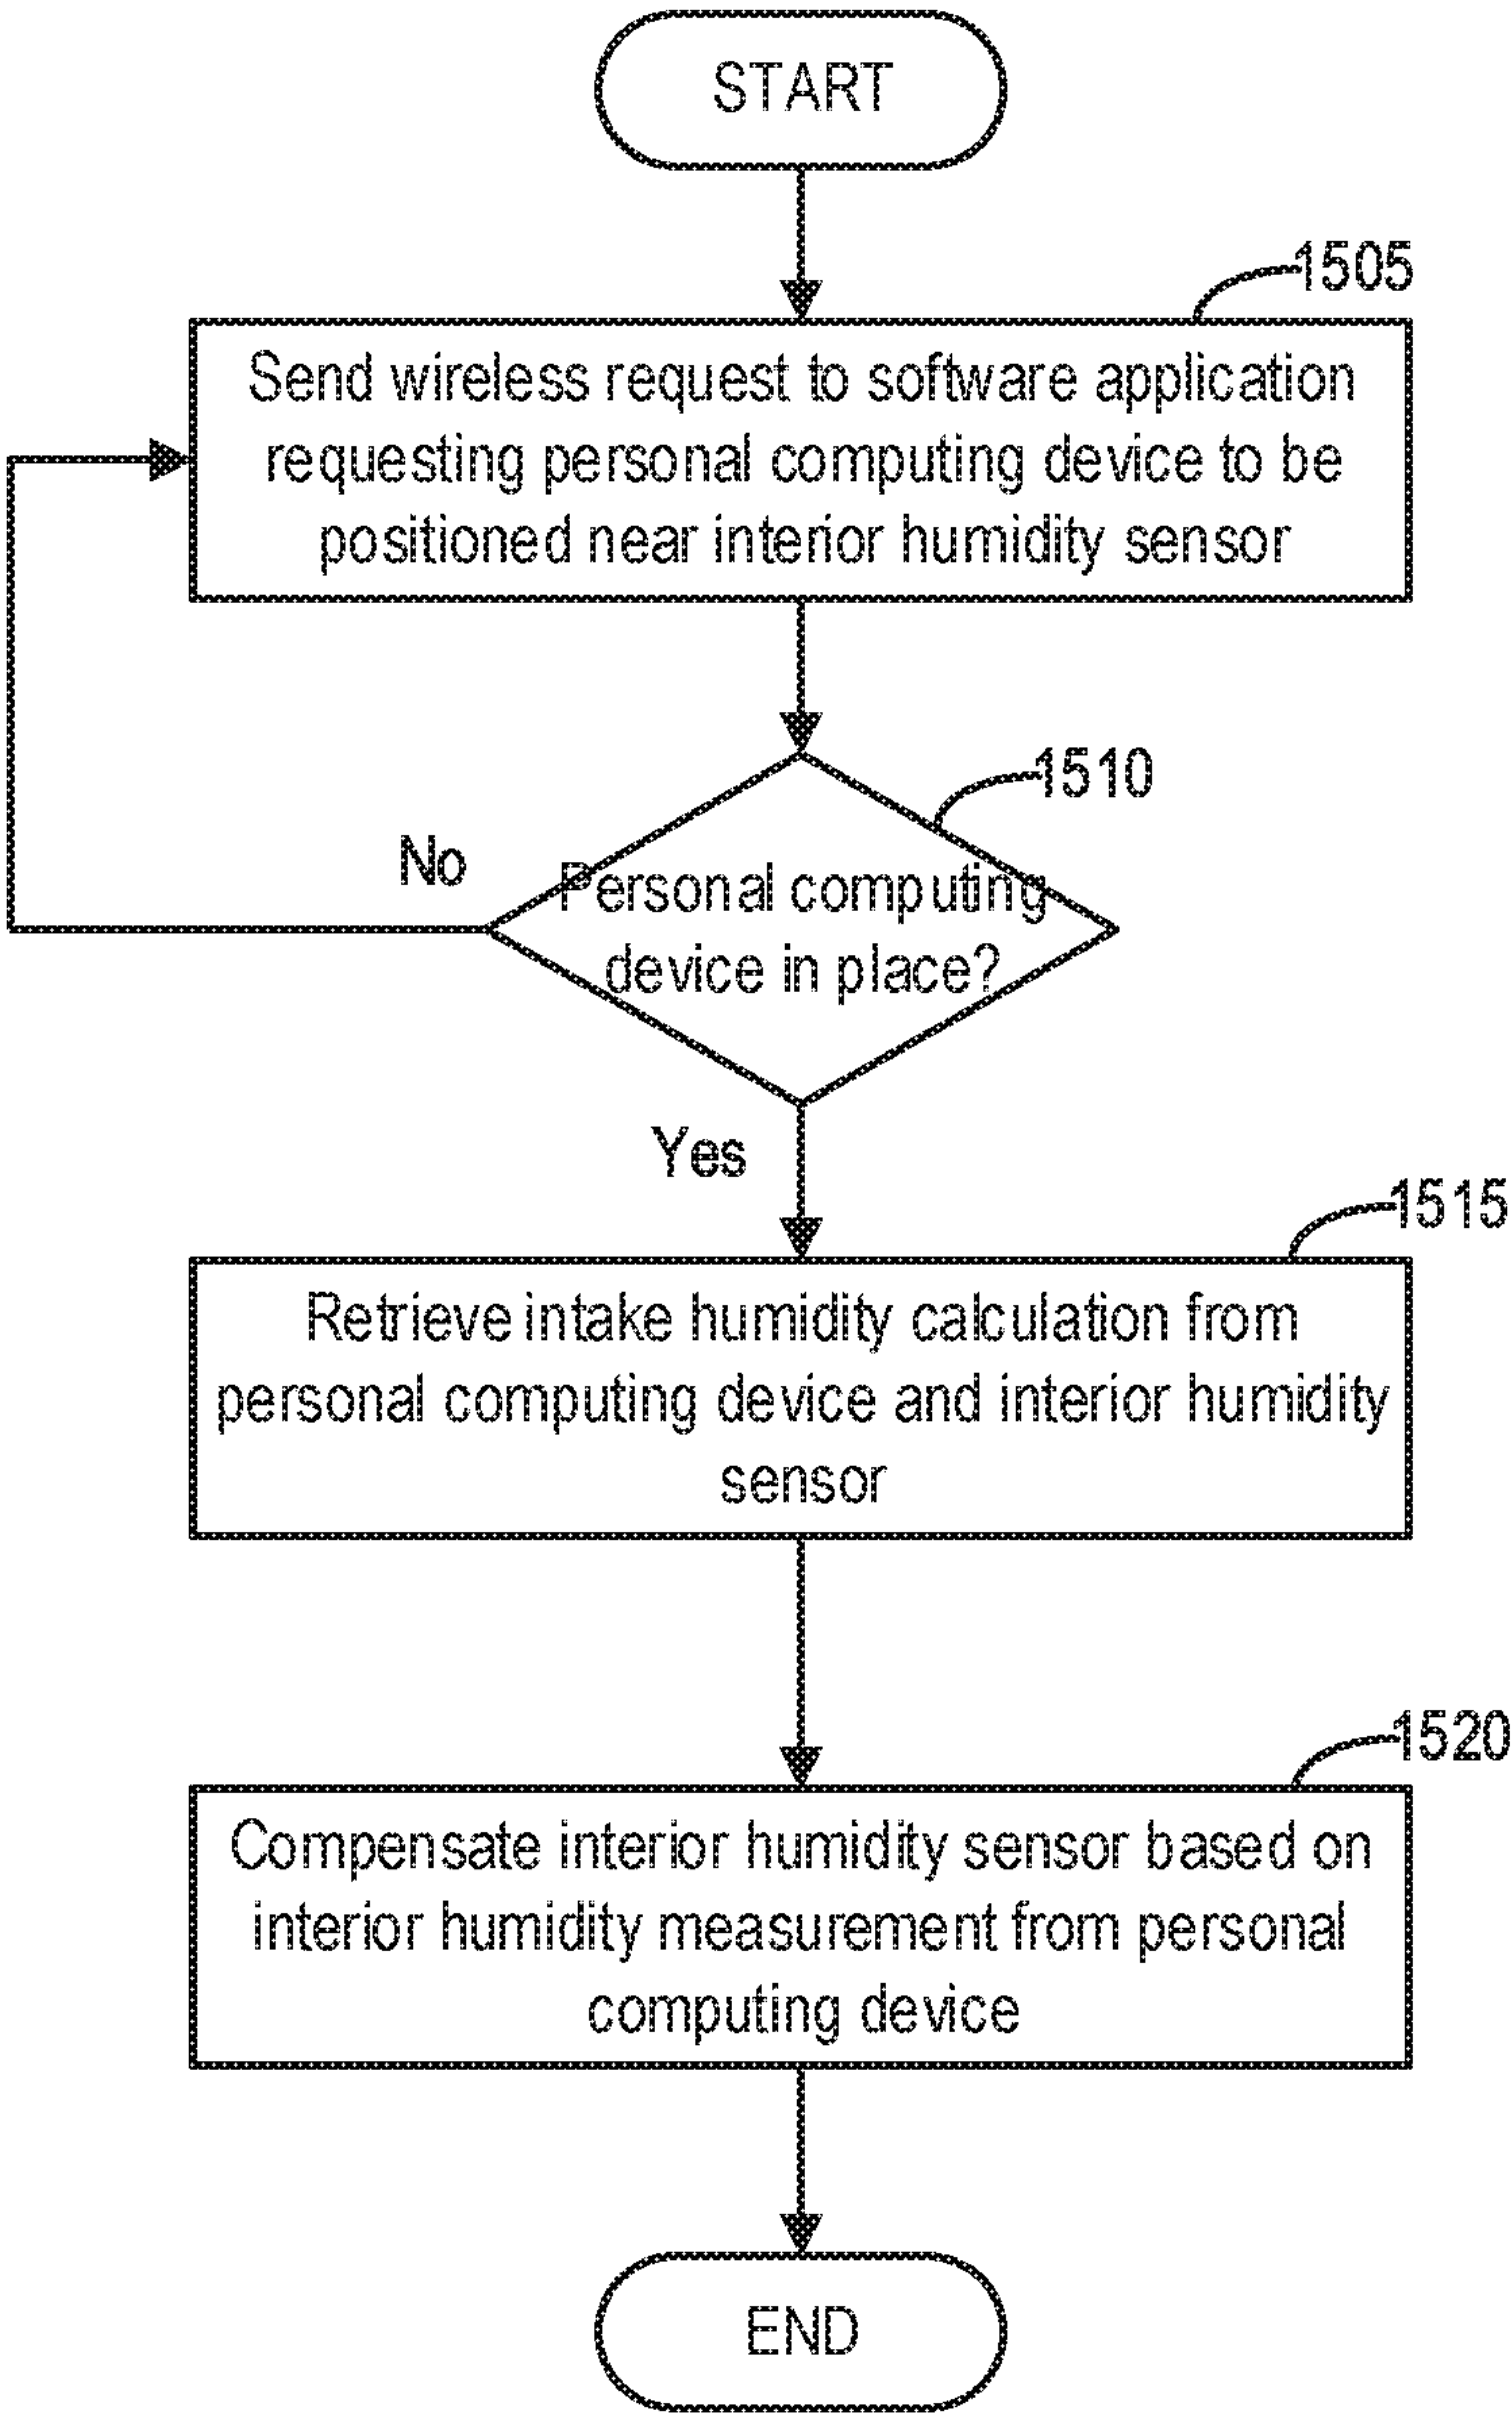 START
1505
Send wireless request to software application
requesting personal computing device to be
positioned near interior humidity sensor
1510
No
Personal computing
device in place?
Yes
1515
Retrieve intake humidity calculation from
personal computing device and interior humidity
sensor
1520
Compensate interior humidity sensor based on
interior humidity measurement from personal
computing device
END